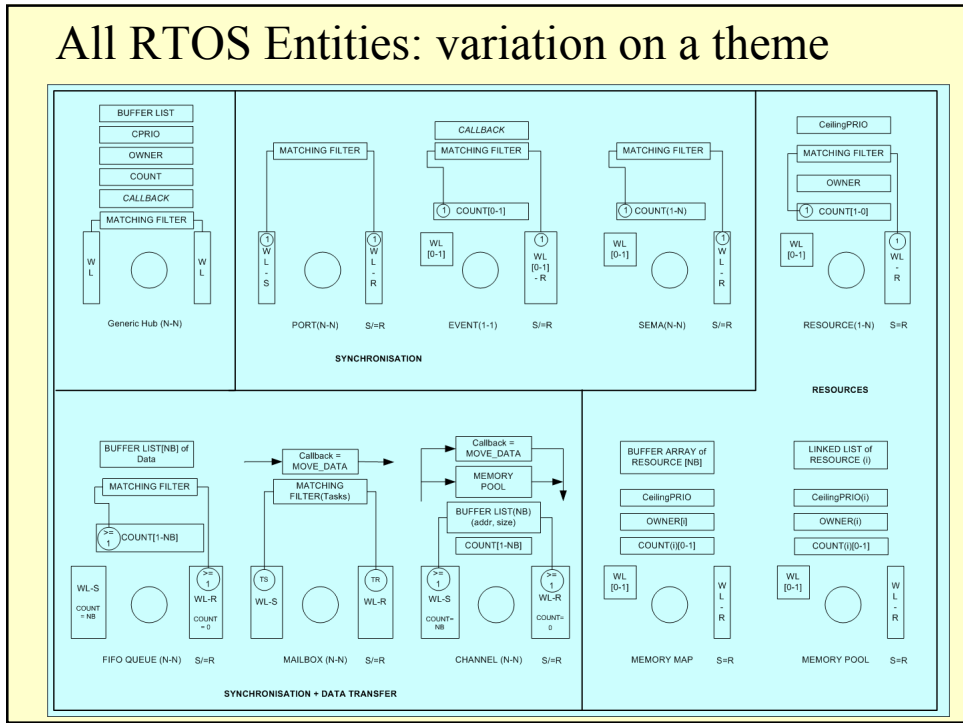 All RTOS Entities: variation on a theme
BUFFER LIST
CPRIO
OWNER
COUNT
CALLBACK
MATCHING FILTER
W
L
W
L
Generic Hub (N-N)
MATCHING FILTER
1
W
L
-
S
1
W
L
-
R
PORT(N-N)
S/=R
CALLBACK
MATCHING FILTER
1
COUNT[0-1]
WL
[0-1]
1
WL
[0-1]
- R
EVENT(1-1)
S/=R
MATCHING FILTER
1
COUNT(1-N)
WL
[0-1]
1
W
L
-
R
SEMA(N-N)
S/=R
SYNCHRONISATION
CeilingPRIO
MATCHING FILTER
OWNER
1
COUNT[1-0]
WL
[0-1]
1
WL
-
R
RESOURCE(1-N)
S=R
RESOURCES
BUFFER LIST[NB] of
Data
MATCHING FILTER
>=
1
COUNT[1-NB]
WL-S
COUNT
= NB
>=
1
WL-R
COUNT
= 0
FIFO QUEUE (N-N)
S/=R
Callback =
MOVE_DATA
MATCHING
FILTER(Tasks)
TS
WL-S
TR
WL-R
MAILBOX (N-N)
S/=R
Callback =
MOVE_DATA
MEMORY
POOL
BUFFER LIST(NB)
(addr, size)
COUNT[1-NB]
>=
1
WL-S
COUNT=
NB
>=
1
WL-R
COUNT=
0
CHANNEL (N-N)
S/=R
SYNCHRONISATION + DATA TRANSFER
BUFFER ARRAY of
RESOURCE [NB]
CeilingPRIO
OWNER[i]
COUNT(i)[0-1]
WL
[0-1]
W
L
-
R
MEMORY MAP
S=R
LINKED LIST of
RESOURCE (i)
CeilingPRIO(i)
OWNER(i)
COUNT(i)[0-1]
WL
[0-1]
W
L
-
R
MEMORY POOL
S=R